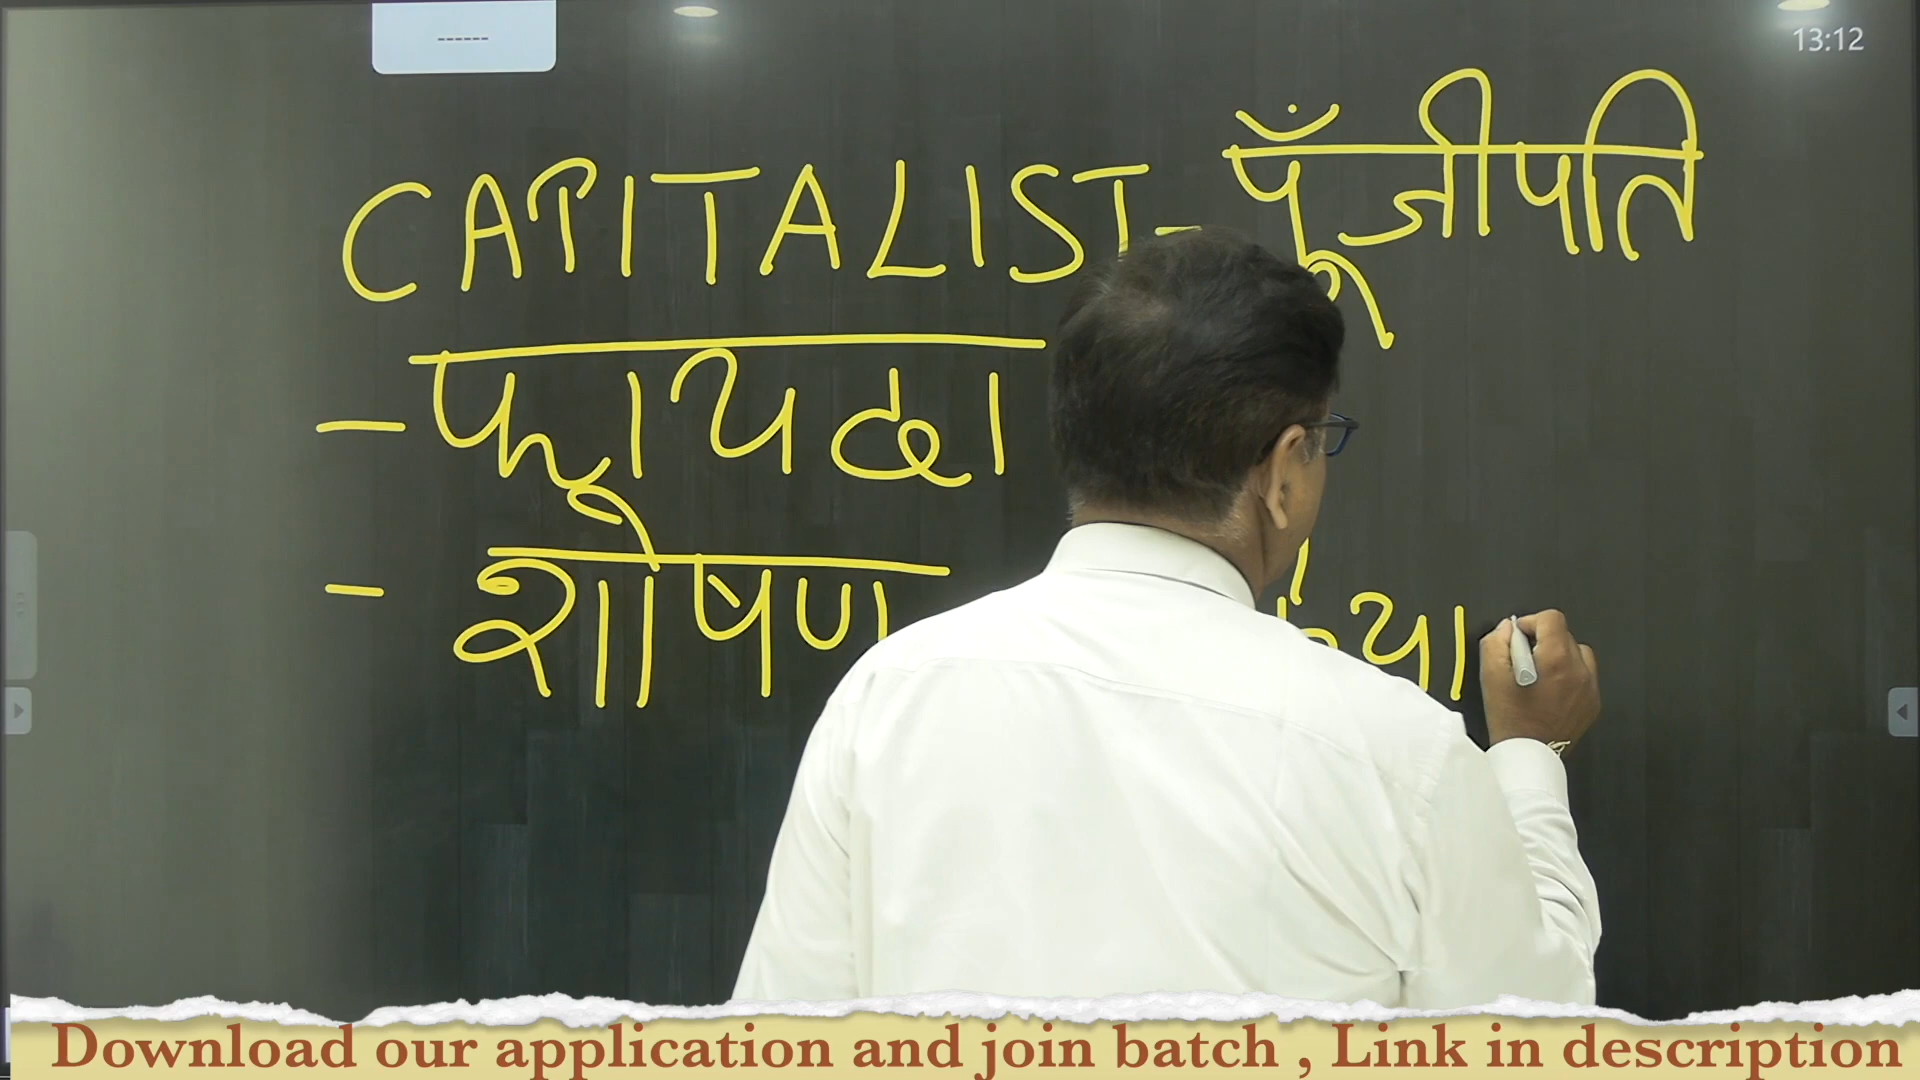 ------
13:12
CAPITALIST- पूँजीपति
- फायदा
- शोषण
Download our application and join batch , Link in description